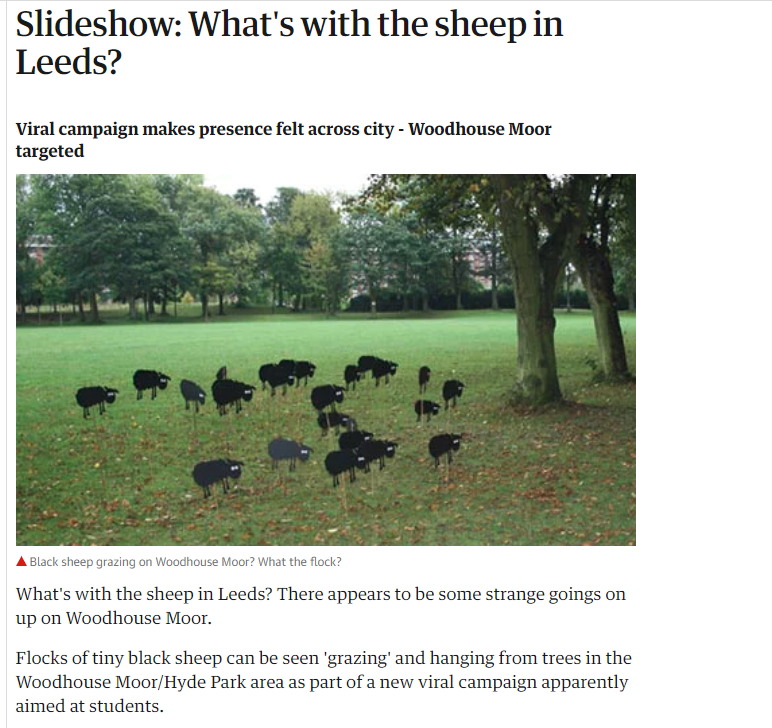 Slideshow: What's with the sheep in
Leeds?
Viral campaign makes presence felt across city - Woodhouse Moor
targeted
Black sheep grazing on Woodhouse Moor? What the flock?
What's with the sheep in Leeds? There appears to be some strange goings on
up on Woodhouse Moor.
Flocks of tiny black sheep can be seen 'grazing' and hanging from trees in the
Woodhouse Moor/Hyde Park area as part of a new viral campaign apparently
aimed at students.